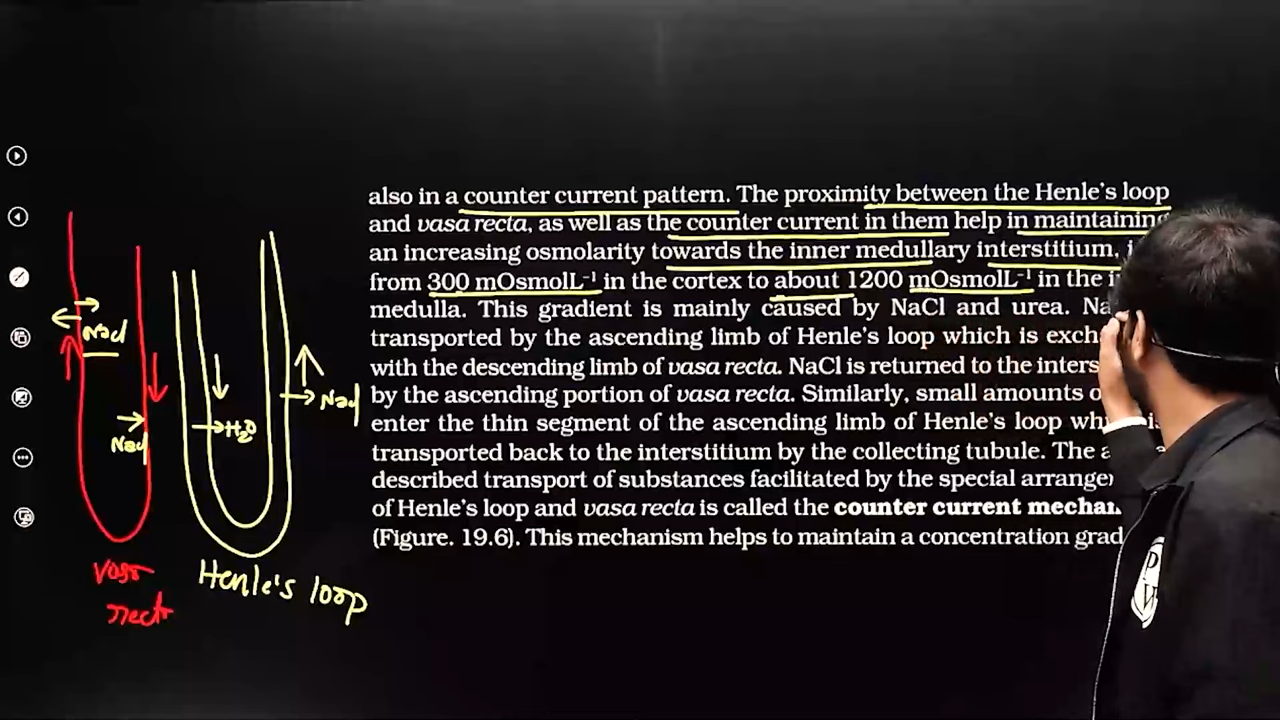 also in a counter current pattern. The proximity between the Henle's loop
and vasa recta, as well as the counter current in them help in maintaining
an increasing osmolarity towards the inner medullary interstitium,
from 300 mOsmolL⁻¹ in the cortex to about 1200 mOsmolL⁻¹ in the
medulla. This gradient is mainly caused by NaCl and urea.
transported by the ascending limb of Henle's loop which is
with the descending limb of vasa recta. NaCl is returned to the
by the ascending portion of vasa recta. Similarly, small amounts
enter the thin segment of the ascending limb of Henle's loop
transported back to the interstitium by the collecting tubule. The
described transport of substances facilitated by the special
of Henle's loop and vasa recta is called the counter current
(Figure. 19.6). This mechanism helps to maintain a concentration
Nacl
Nacl
H2O
Nacl
Vasa
recta
Henle's loop
P
W